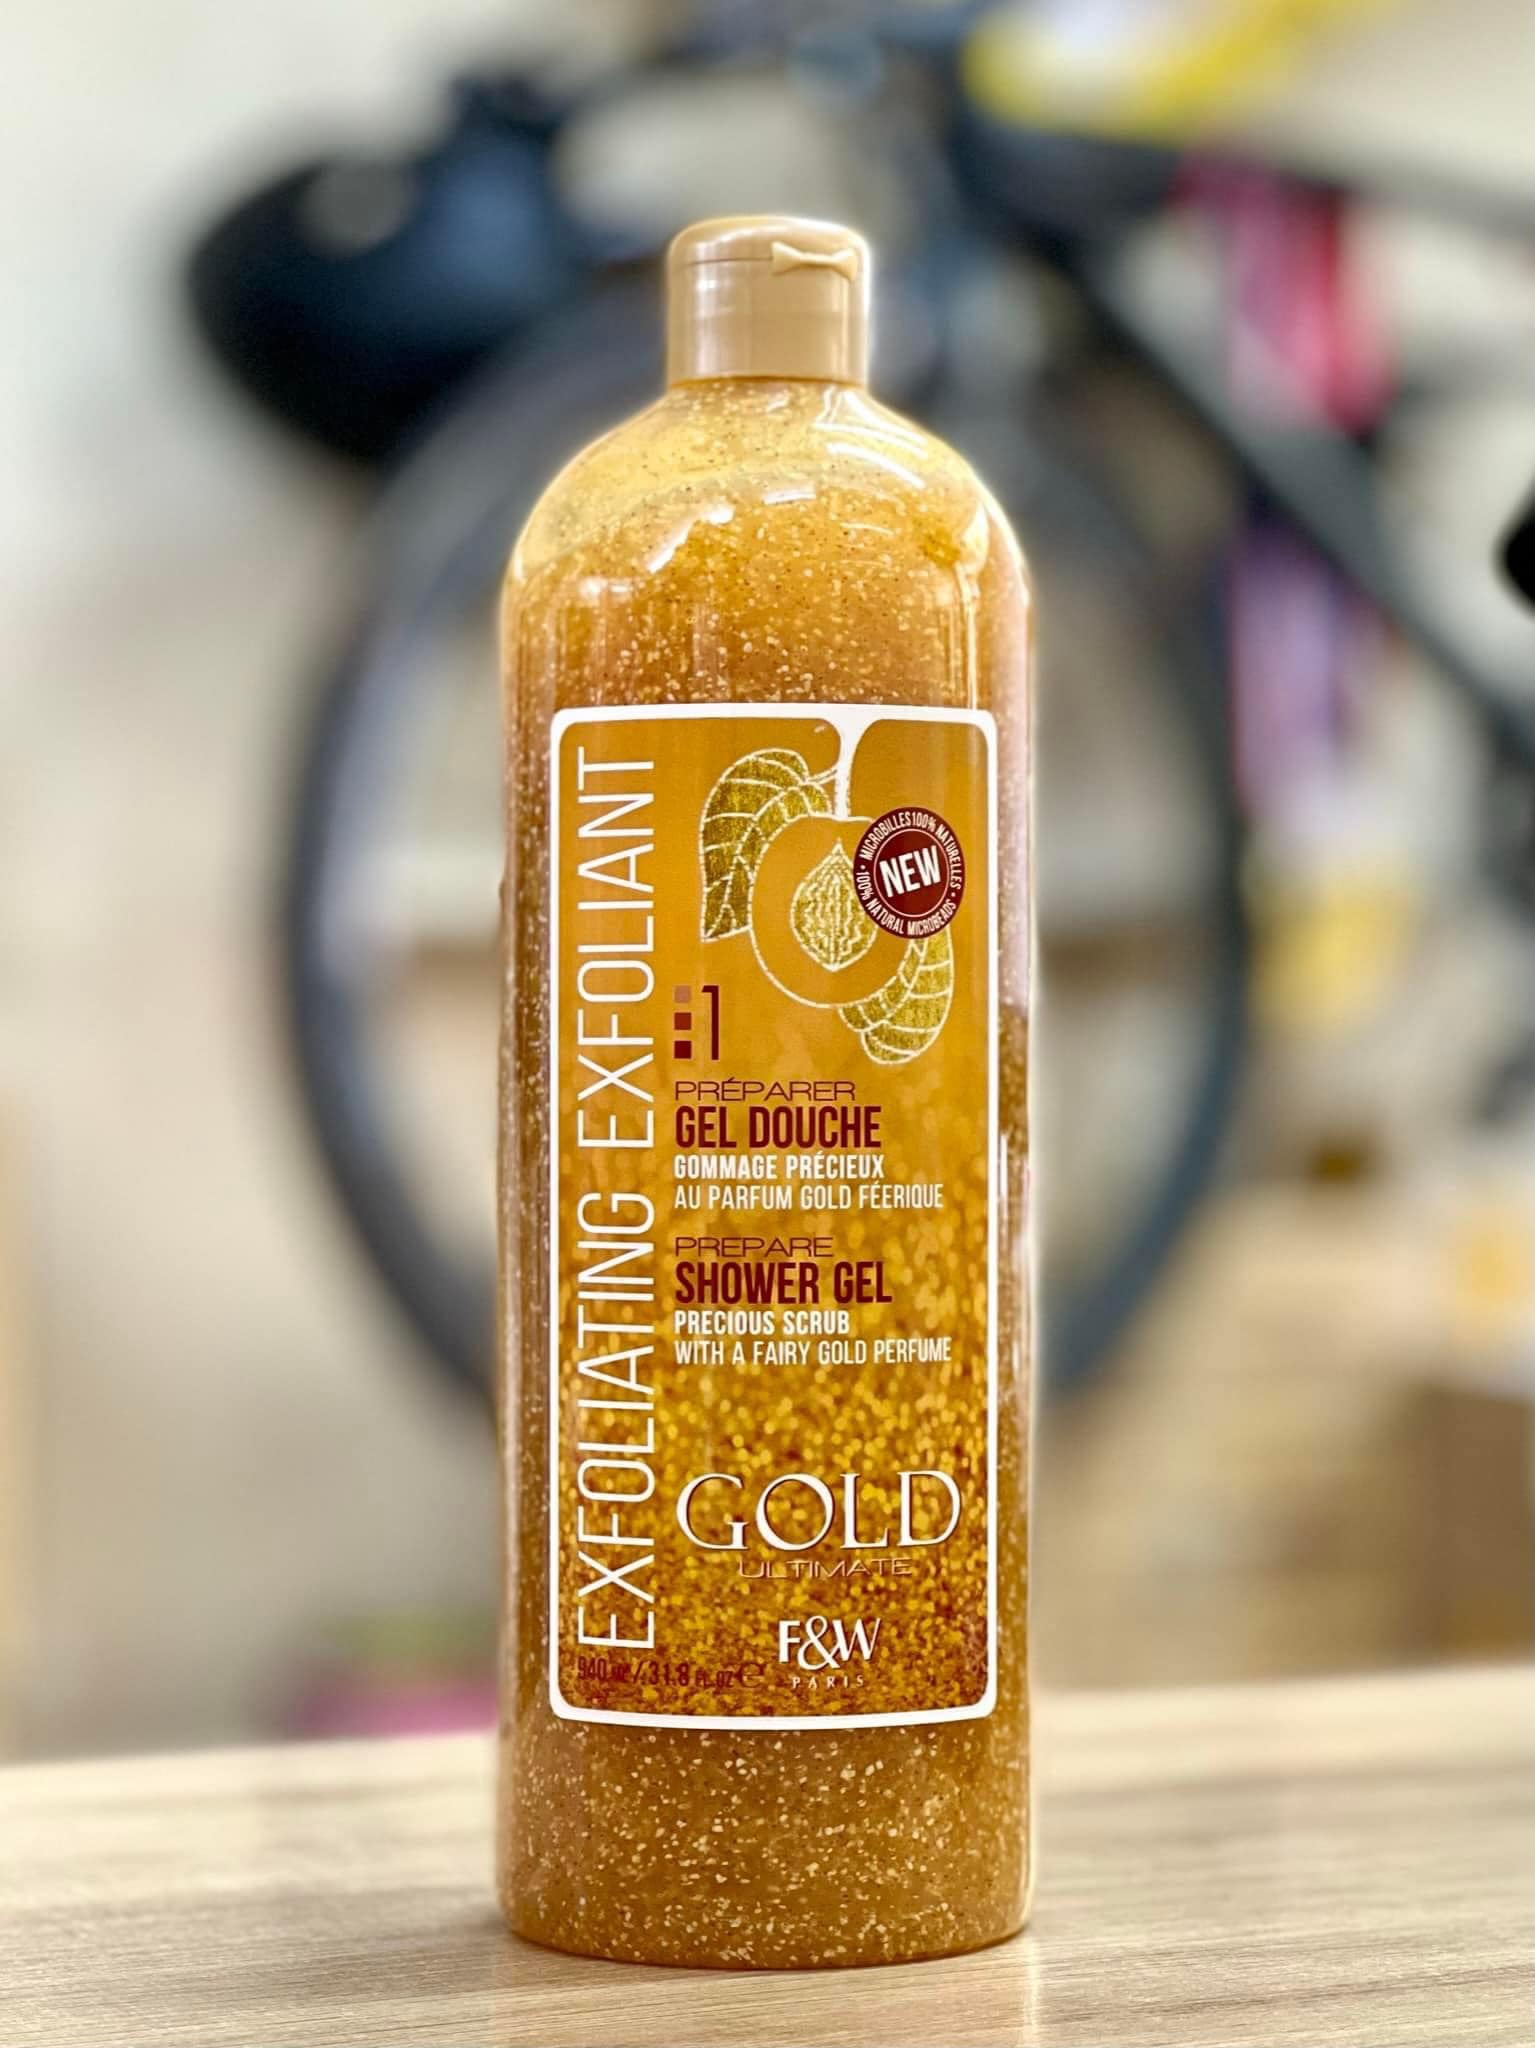 EXFOLIATING EXFOLIANT
MICROBILLES 100% NATURELLES •
NEW
100% NATURAL MICROBEADS •
1
PRÉPARER
GEL DOUCHE
GOMMAGE PRÉCIEUX
AU PARFUM GOLD FÉERIQUE
PREPARE
SHOWER GEL
PRECIOUS SCRUB
WITH A FAIRY GOLD PERFUME
GOLD
ULTIMATE
F&W
PARIS
940 ml / 31.8 FL.OZ e